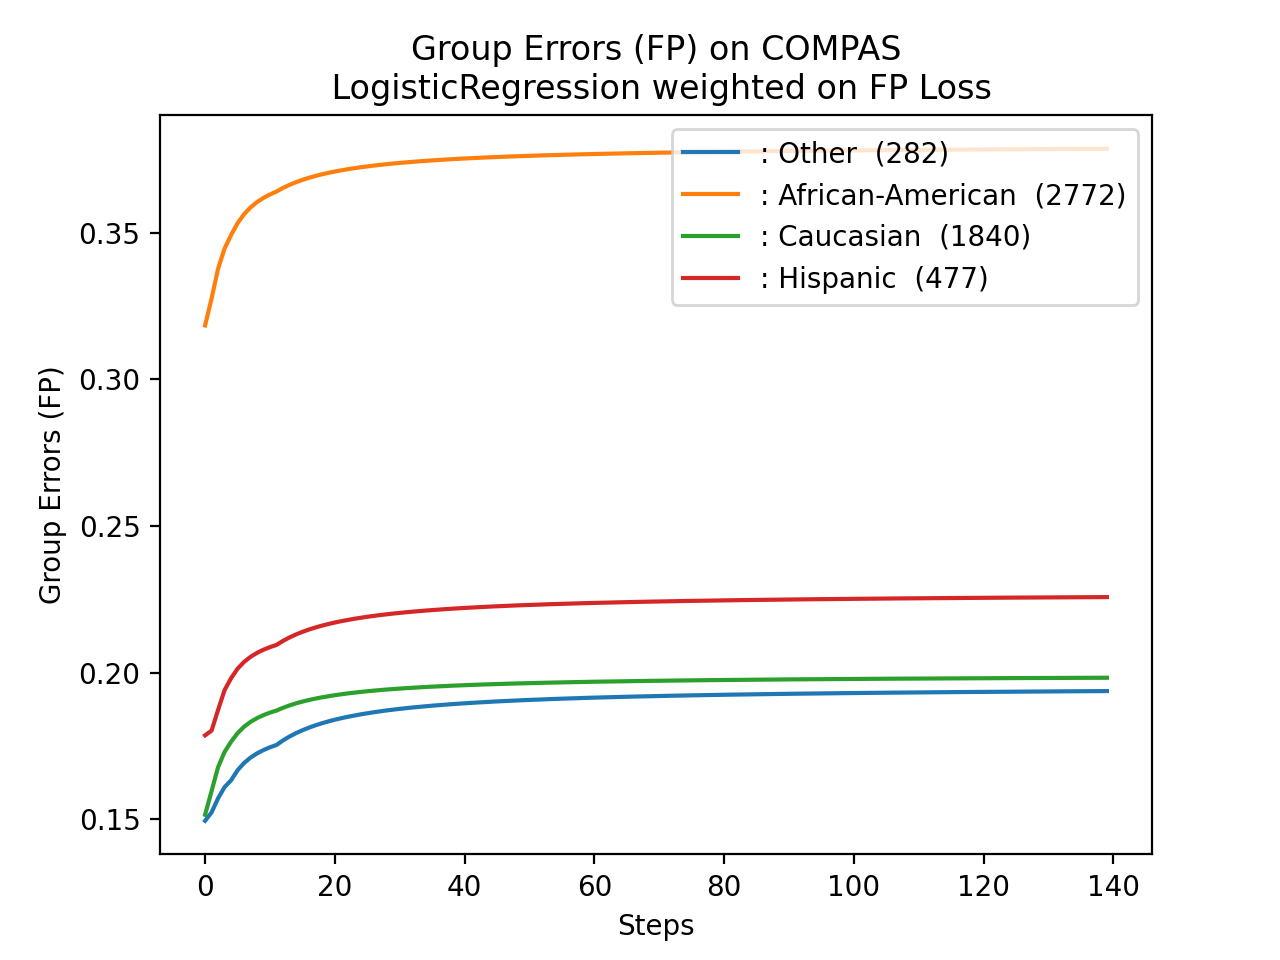 Group Errors (FP) on COMPAS
LogisticRegression weighted on FP Loss
: Other (282)
: African-American (2772)
: Caucasian (1840)
: Hispanic (477)
Group Errors (FP)
0.35
0.30
0.25
0.20
0.15
0 20 40 60 80 100 120 140
Steps